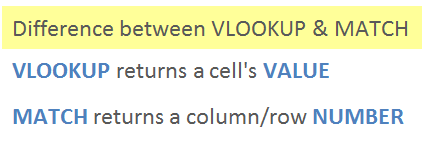 Difference between VLOOKUP & MATCH
VLOOKUP returns a cell's VALUE
MATCH returns a column/row NUMBER